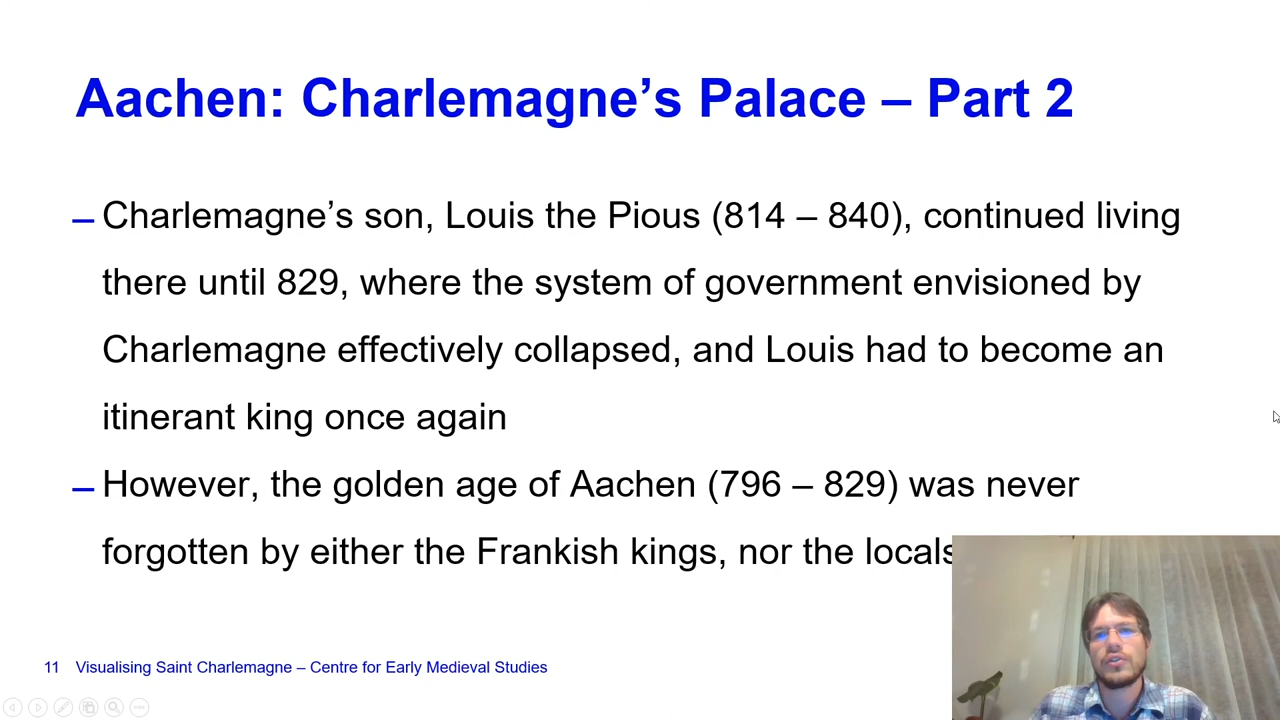 Aachen: Charlemagne’s Palace – Part 2
– Charlemagne’s son, Louis the Pious (814 – 840), continued living
there until 829, where the system of government envisioned by
Charlemagne effectively collapsed, and Louis had to become an
itinerant king once again
– However, the golden age of Aachen (796 – 829) was never
forgotten by either the Frankish kings, nor the locals
11 Visualising Saint Charlemagne – Centre for Early Medieval Studies